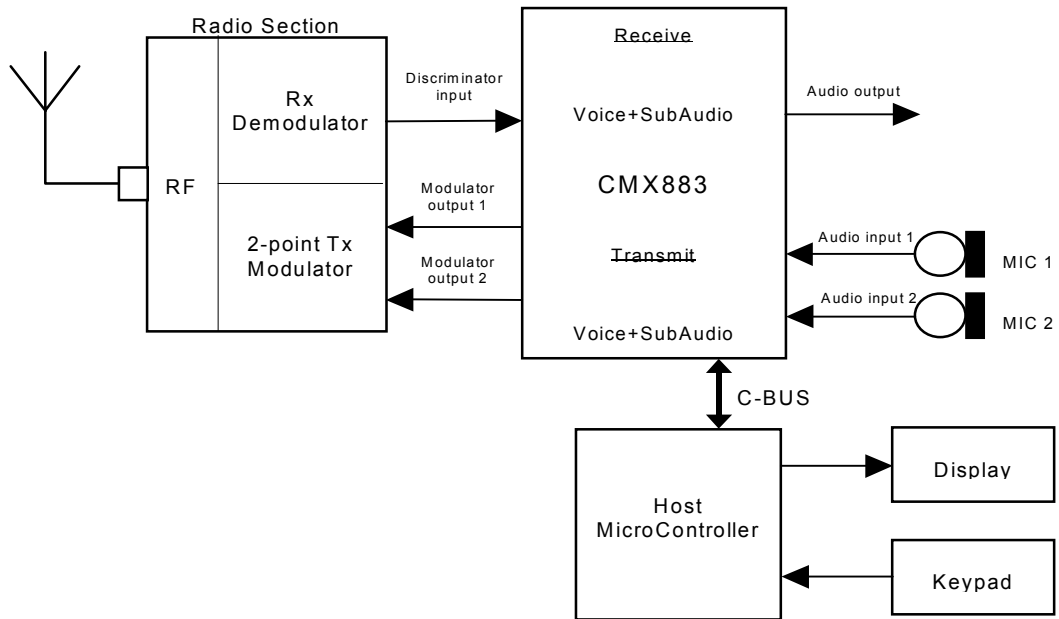 Radio Section
RF
Rx
Demodulator
2-point Tx
Modulator
Discriminator
input
Modulator
output 1
Modulator
output 2
Receive
Voice+SubAudio
CMX883
Transmit
Voice+SubAudio
Audio output
Audio input 1
MIC 1
Audio input 2
MIC 2
C-BUS
Host
MicroController
Display
Keypad